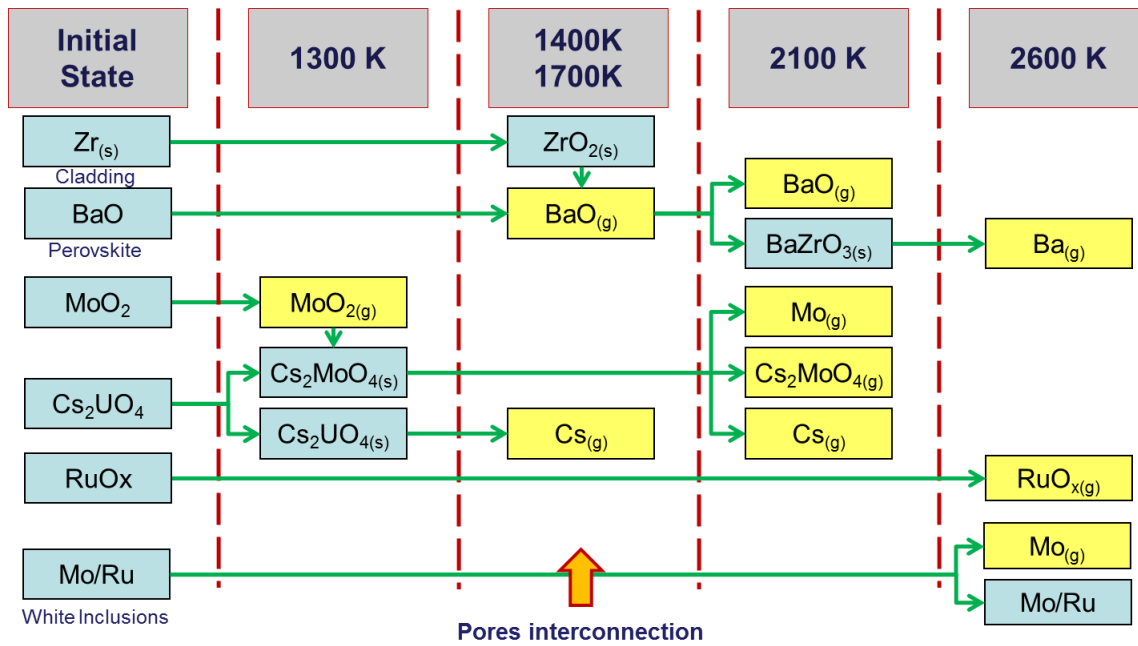 Initial
State
1300 K
1400K
1700K
2100 K
2600 K
Zr(s)
ZrO2(s)
Cladding
BaO(g)
BaO
BaO(g)
Perovskite
BaZrO3(s)
Ba(g)
MoO2
MoO2(g)
Mo(g)
Cs2MoO4(s)
Cs2MoO4(g)
Cs2UO4
Cs2UO4(s)
Cs(g)
Cs(g)
RuOx
RuOx(g)
Mo(g)
Mo/Ru
Mo/Ru
White Inclusions
Pores interconnection